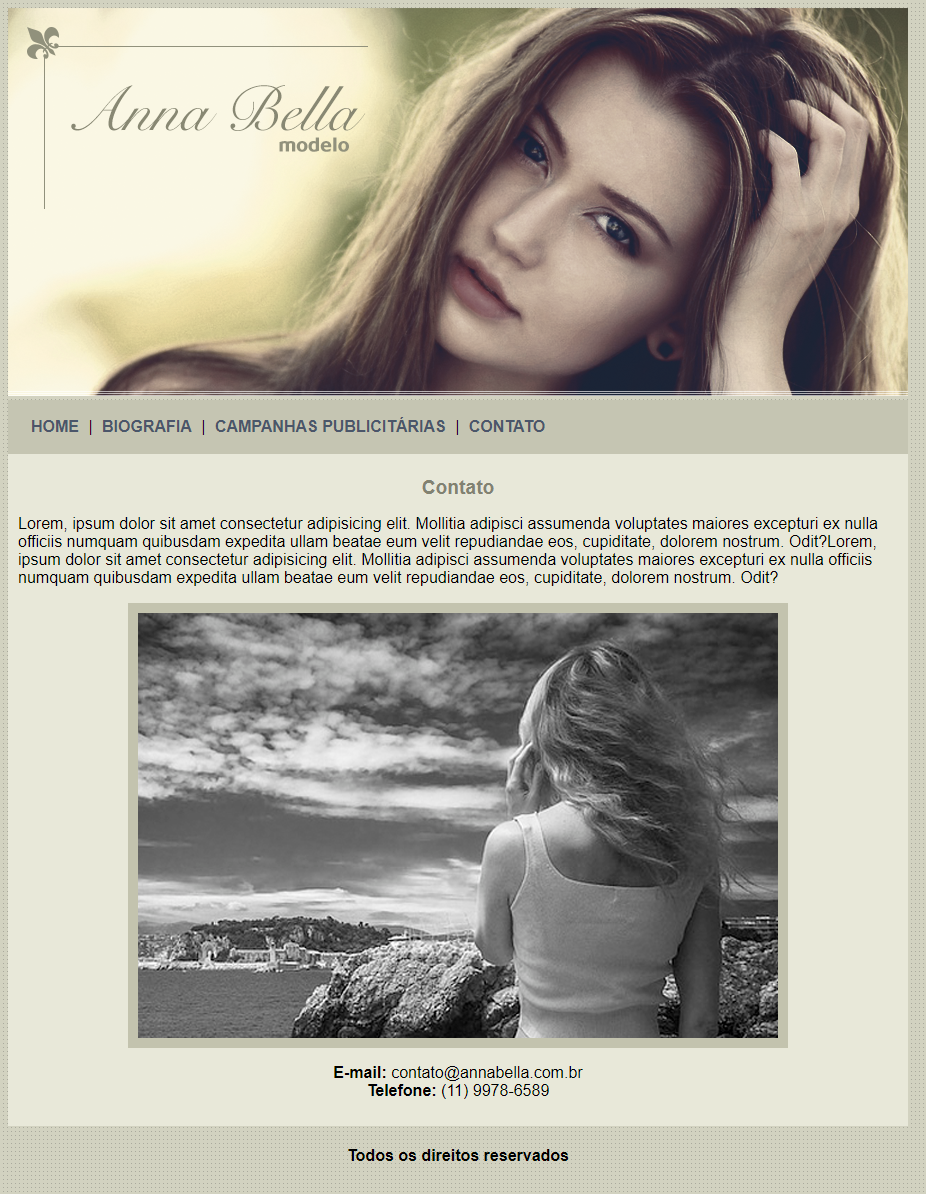 Anna Bella
modelo
HOME | BIOGRAFIA | CAMPANHAS PUBLICITÁRIAS | CONTATO
Contato
Lorem, ipsum dolor sit amet consectetur adipisicing elit. Mollitia adipisci assumenda voluptates maiores excepturi ex nulla
officiis numquam quibusdam expedita ullam beatae eum velit repudiandae eos, cupiditate, dolorem nostrum. Odit?Lorem,
ipsum dolor sit amet consectetur adipisicing elit. Mollitia adipisci assumenda voluptates maiores excepturi ex nulla officiis
numquam quibusdam expedita ullam beatae eum velit repudiandae eos, cupiditate, dolorem nostrum. Odit?
E-mail: contato@annabella.com.br
Telefone: (11) 9978-6589
Todos os direitos reservados